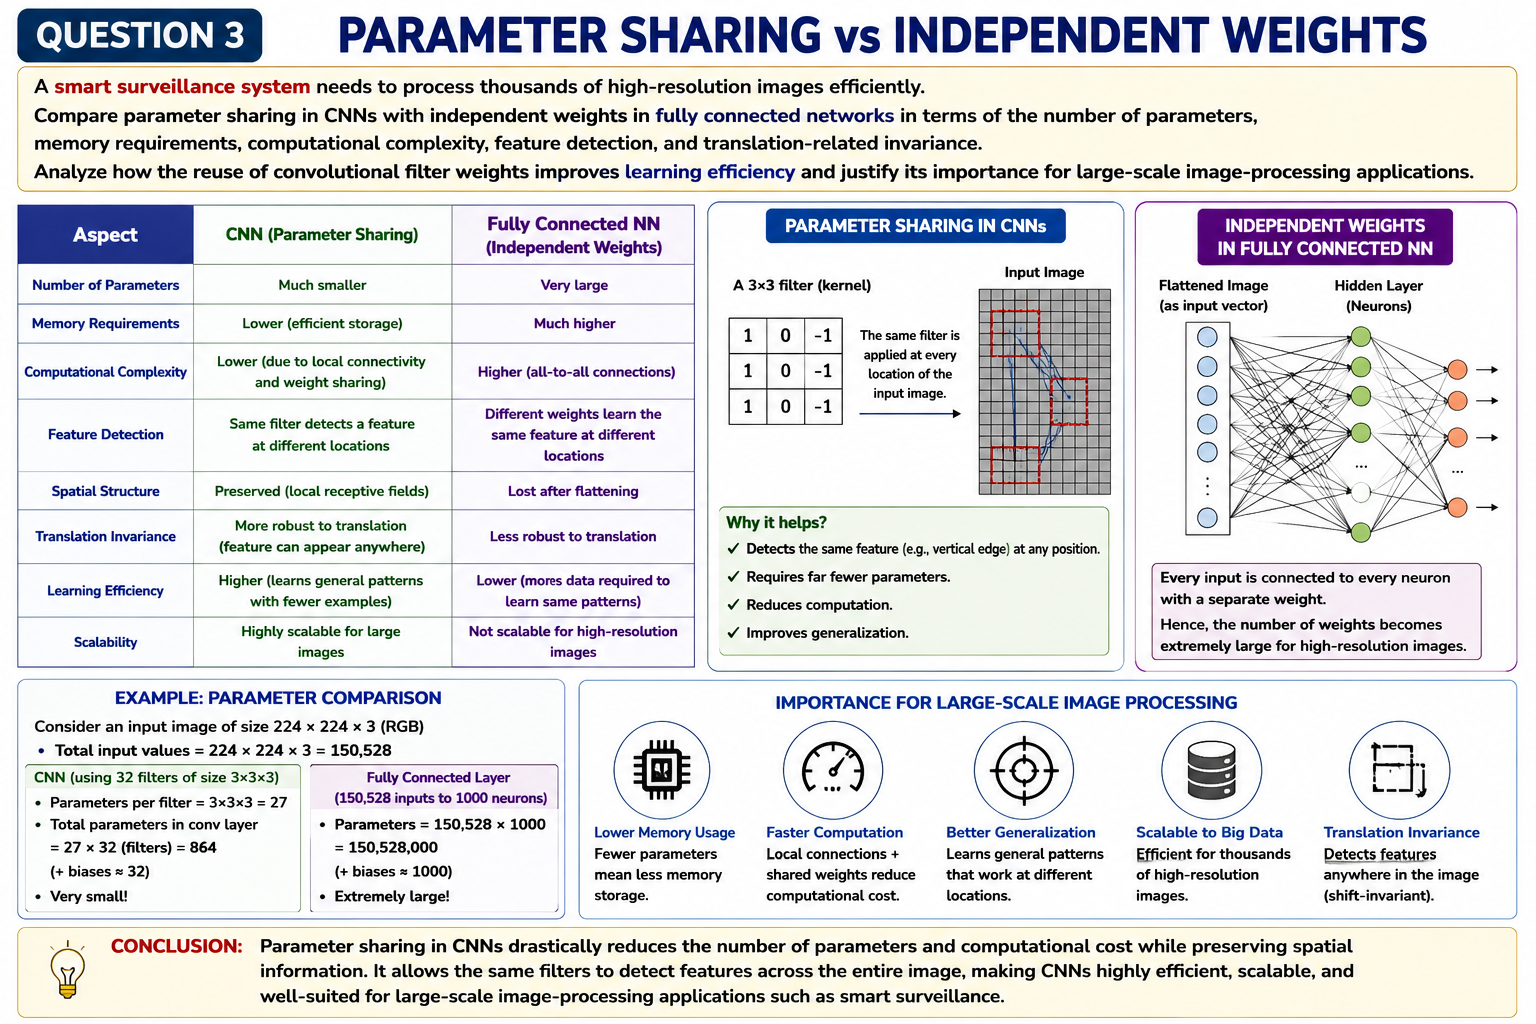 QUESTION 3
PARAMETER SHARING vs INDEPENDENT WEIGHTS
A smart surveillance system needs to process thousands of high-resolution images efficiently.
Compare parameter sharing in CNNs with independent weights in fully connected networks in terms of the number of parameters,
memory requirements, computational complexity, feature detection, and translation-related invariance.
Analyze how the reuse of convolutional filter weights improves learning efficiency and justify its importance for large-scale image-processing applications.
Aspect
CNN (Parameter Sharing)
Fully Connected NN
(Independent Weights)
Number of Parameters
Much smaller
Very large
Memory Requirements
Lower (efficient storage)
Much higher
Computational Complexity
Lower (due to local connectivity
and weight sharing)
Higher (all-to-all connections)
Feature Detection
Same filter detects a feature
at different locations
Different weights learn the
same feature at different
locations
Spatial Structure
Preserved (local receptive fields)
Lost after flattening
Translation Invariance
More robust to translation
(feature can appear anywhere)
Less robust to translation
Learning Efficiency
Higher (learns general patterns
with fewer examples)
Lower (mores data required to
learn same patterns)
Scalability
Highly scalable for large
images
Not scalable for high-resolution
images
PARAMETER SHARING IN CNNs
A 3×3 filter (kernel)
1 0 -1
1 0 -1
1 0 -1
The same filter is
applied at every
location of the
input image.
Input Image
Why it helps?
✓ Detects the same feature (e.g., vertical edge) at any position.
✓ Requires far fewer parameters.
✓ Reduces computation.
✓ Improves generalization.
INDEPENDENT WEIGHTS
IN FULLY CONNECTED NN
Flattened Image
(as input vector)
Hidden Layer
(Neurons)
...
...
Every input is connected to every neuron
with a separate weight.
Hence, the number of weights becomes
extremely large for high-resolution images.
EXAMPLE: PARAMETER COMPARISON
Consider an input image of size 224 × 224 × 3 (RGB)
• Total input values = 224 × 224 × 3 = 150,528
CNN (using 32 filters of size 3×3×3)
• Parameters per filter = 3×3×3 = 27
• Total parameters in conv layer
= 27 × 32 (filters) = 864
(+ biases ≈ 32)
• Very small!
Fully Connected Layer
(150,528 inputs to 1000 neurons)
• Parameters = 150,528 × 1000
= 150,528,000
(+ biases ≈ 1000)
• Extremely large!
IMPORTANCE FOR LARGE-SCALE IMAGE PROCESSING
Lower Memory Usage
Fewer parameters
mean less memory
storage.
Faster Computation
Local connections +
shared weights reduce
computational cost.
Better Generalization
Learns general patterns
that work at different
locations.
Scalable to Big Data
Efficient for thousands
of high-resolution
images.
Translation Invariance
Detects features
anywhere in the image
(shift-invariant).
CONCLUSION:
Parameter sharing in CNNs drastically reduces the number of parameters and computational cost while preserving spatial
information. It allows the same filters to detect features across the entire image, making CNNs highly efficient, scalable, and
well-suited for large-scale image-processing applications such as smart surveillance.